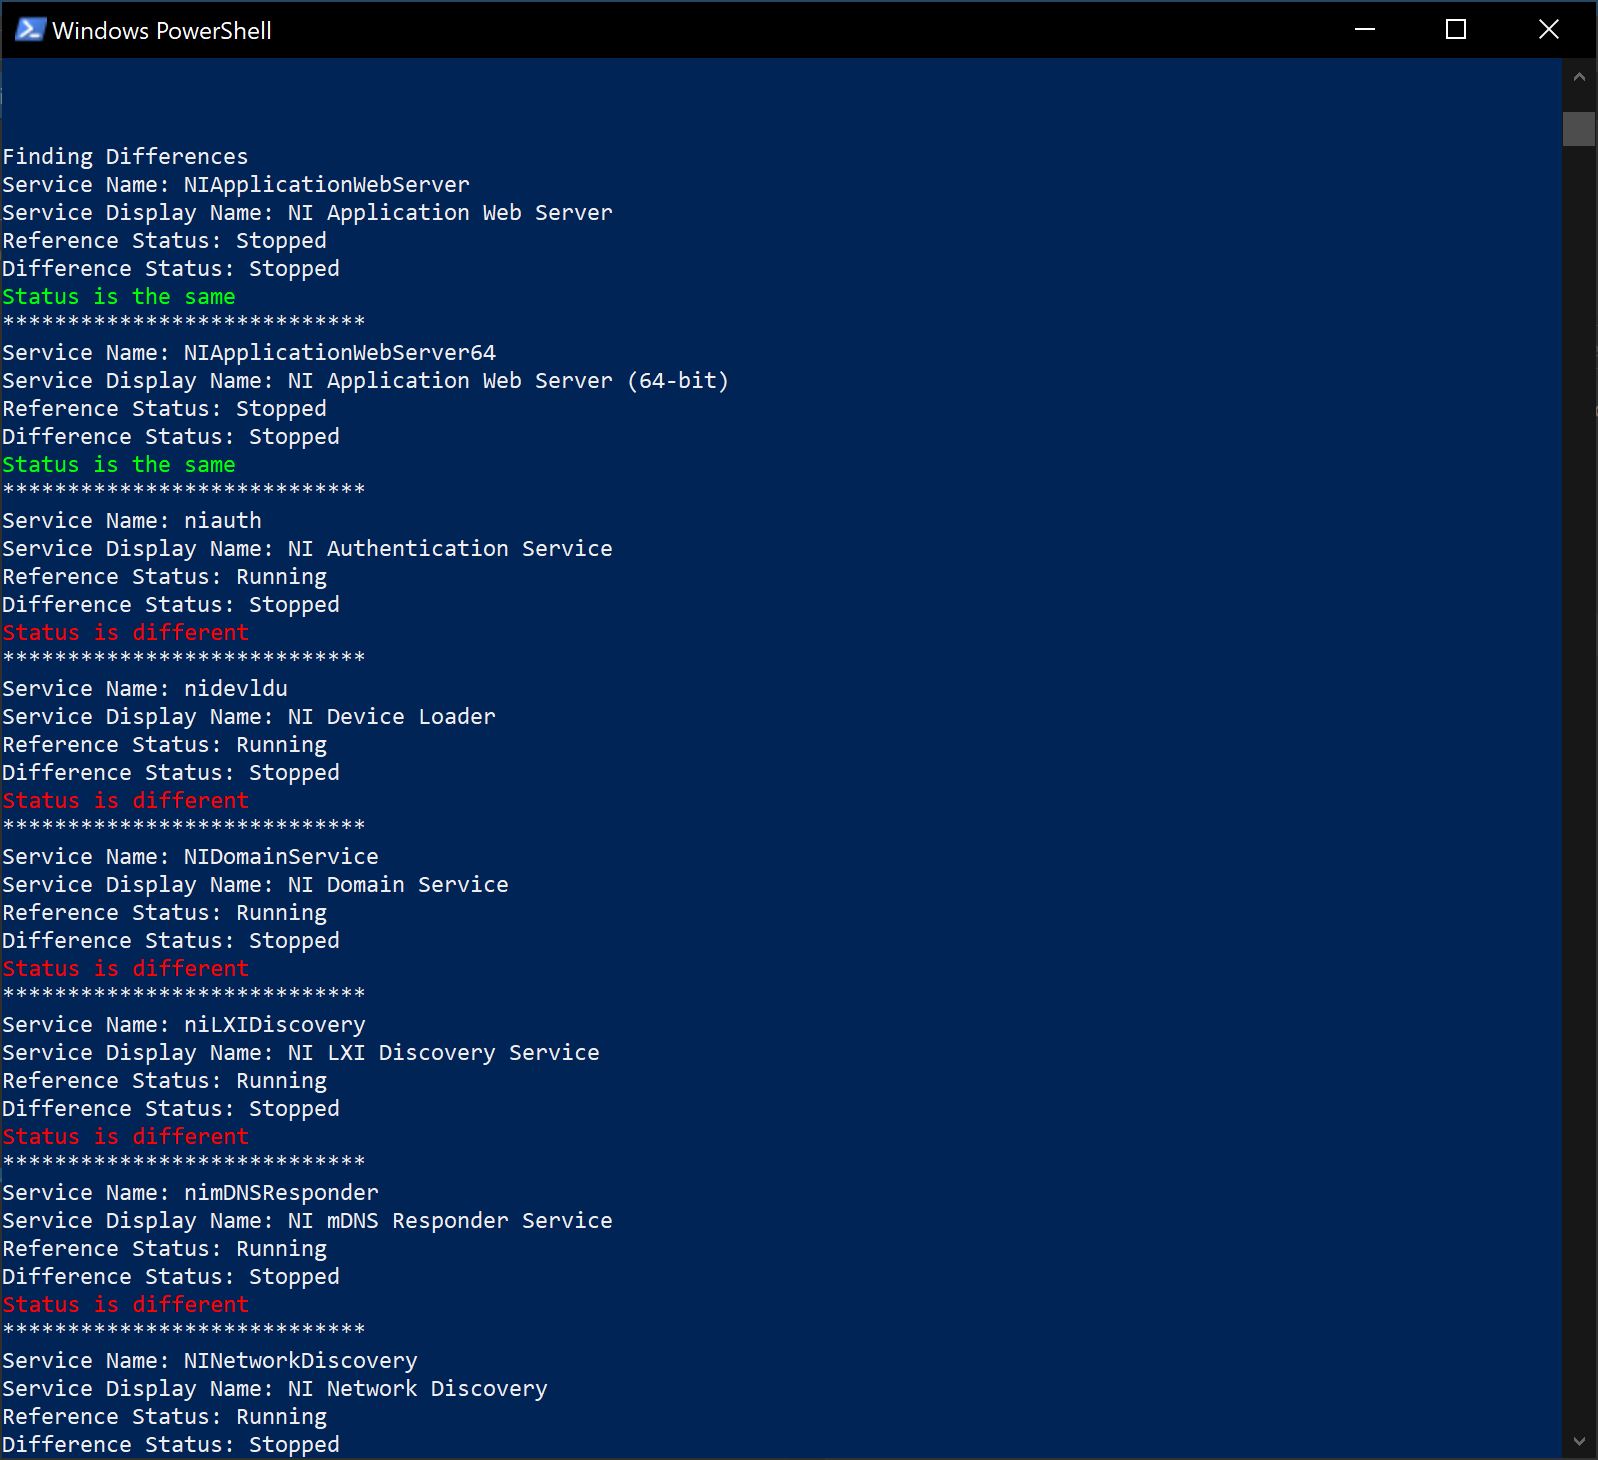 Windows PowerShell
Finding Differences
Service Name: NIApplicationWebServer
Service Display Name: NI Application Web Server
Reference Status: Stopped
Difference Status: Stopped
Status is the same
****************************
Service Name: NIApplicationWebServer64
Service Display Name: NI Application Web Server (64-bit)
Reference Status: Stopped
Difference Status: Stopped
Status is the same
****************************
Service Name: niauth
Service Display Name: NI Authentication Service
Reference Status: Running
Difference Status: Stopped
Status is different
****************************
Service Name: nidevldu
Service Display Name: NI Device Loader
Reference Status: Running
Difference Status: Stopped
Status is different
****************************
Service Name: NIDomainService
Service Display Name: NI Domain Service
Reference Status: Running
Difference Status: Stopped
Status is different
****************************
Service Name: niLXIDiscovery
Service Display Name: NI LXI Discovery Service
Reference Status: Running
Difference Status: Stopped
Status is different
****************************
Service Name: nimDNSResponder
Service Display Name: NI mDNS Responder Service
Reference Status: Running
Difference Status: Stopped
Status is different
****************************
Service Name: NINetworkDiscovery
Service Display Name: NI Network Discovery
Reference Status: Running
Difference Status: Stopped